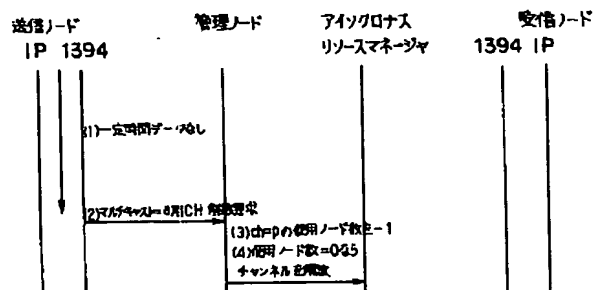 送信ノード 管理ノード アイソクロナス 受信ノード
IP 1394 リソースマネージャ 1394 IP
(1)一定時間データなし
(2)マルチキャスト= 用CH 要求
(3)ch=pの使用ノード数を-1
(4)使用ノード数=0なら
チャンネルを解放